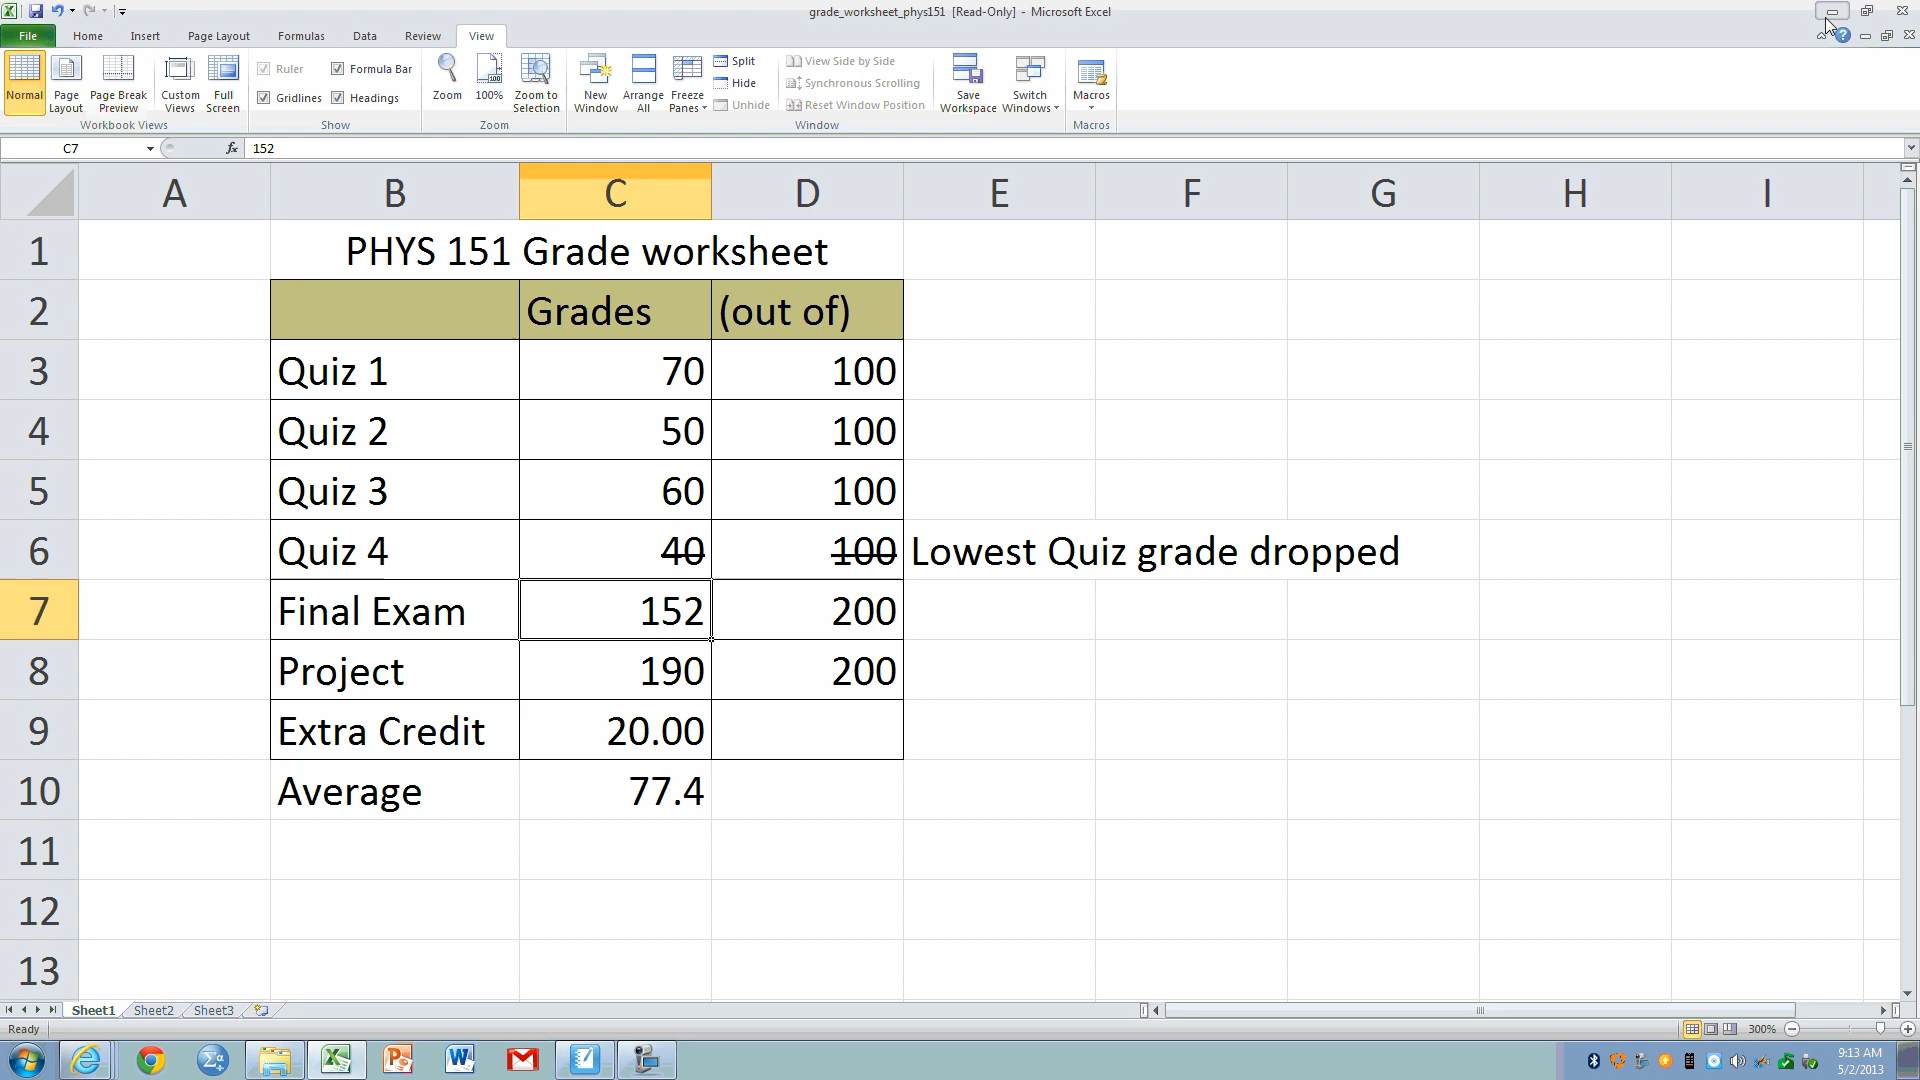 grade_worksheet_phys151 [Read-Only] - Microsoft Excel
File Home Insert Page Layout Formulas Data Review View
Normal
Page Layout
Page Break Preview
Custom Views
Full Screen
Workbook Views
Ruler
Formula Bar
Gridlines
Headings
Show
Zoom
100%
Zoom to Selection
Zoom
New Window
Arrange All
Freeze Panes
Split
Hide
Unhide
View Side by Side
Synchronous Scrolling
Reset Window Position
Window
Save Workspace
Switch Windows
Macros
Macros
C7 fx 152
A B C D E F G H I
1 PHYS 151 Grade worksheet
2 Grades (out of)
3 Quiz 1 70 100
4 Quiz 2 50 100
5 Quiz 3 60 100
6 Quiz 4 40 100 Lowest Quiz grade dropped
7 Final Exam 152 200
8 Project 190 200
9 Extra Credit 20.00
10 Average 77.4
11
12
13
Sheet1 Sheet2 Sheet3
Ready 300%
9:13 AM
5/2/2013